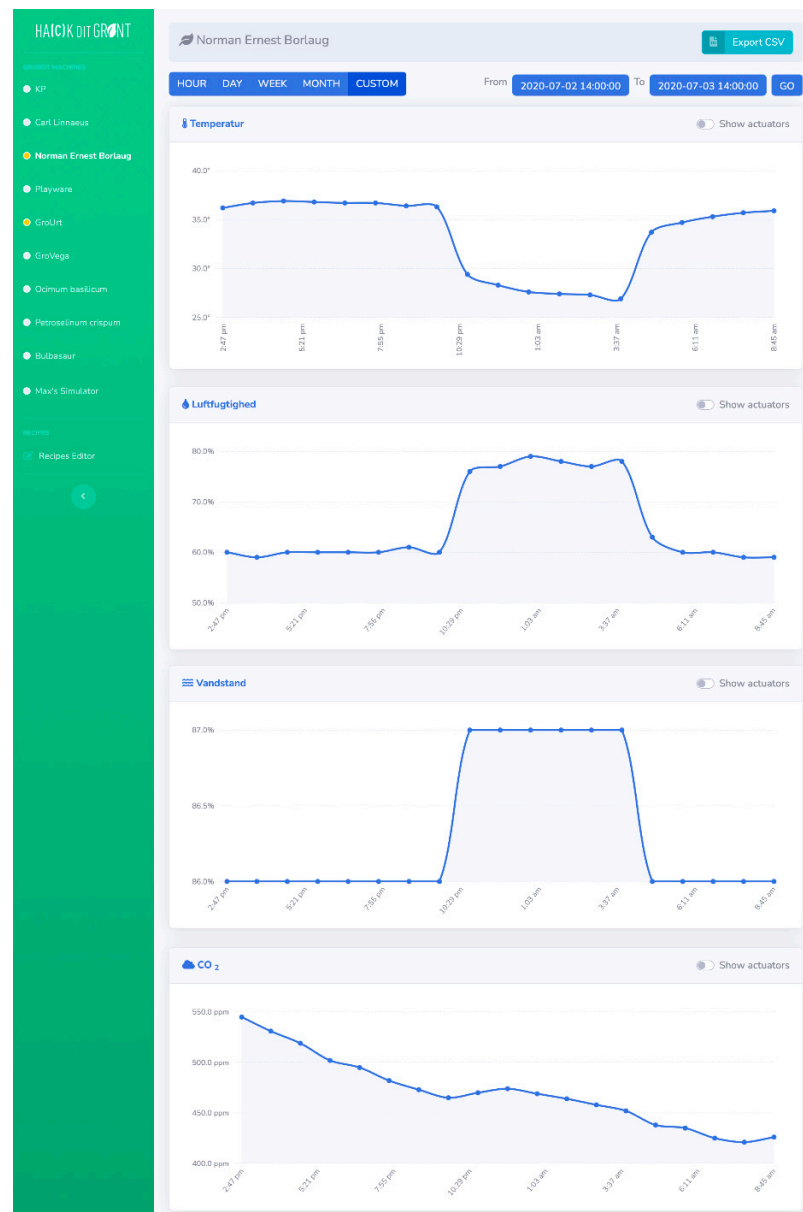 HA(C)K DIT GRØNT
GROBOT MACHINES
KP
Carl Linnaeus
Norman Ernest Borlaug
Playware
GroUrt
GroVega
Ocimum basilicum
Petroselinum crispum
Bulbasaur
Max's Simulator
RECIPES
Recipes Editor
Norman Ernest Borlaug
Export CSV
HOUR DAY WEEK MONTH CUSTOM
From 2020-07-02 14:00:00 To 2020-07-03 14:00:00 GO
Temperatur Show actuators
40.0°
35.0°
30.0°
25.0°
2:47 pm 5:21 pm 7:55 pm 10:29 pm 1:03 am 3:37 am 6:11 am 8:45 am
Luftfugtighed Show actuators
80.0%
70.0%
60.0%
50.0%
2:47 pm 5:21 pm 7:55 pm 10:29 pm 1:03 am 3:37 am 6:11 am 8:45 am
Vandstand Show actuators
87.0%
86.5%
86.0%
2:47 pm 5:21 pm 7:55 pm 10:29 pm 1:03 am 3:37 am 6:11 am 8:45 am
CO 2 Show actuators
550.0 ppm
500.0 ppm
450.0 ppm
400.0 ppm
2:47 pm 5:21 pm 7:55 pm 10:29 pm 1:03 am 3:37 am 6:11 am 8:45 am